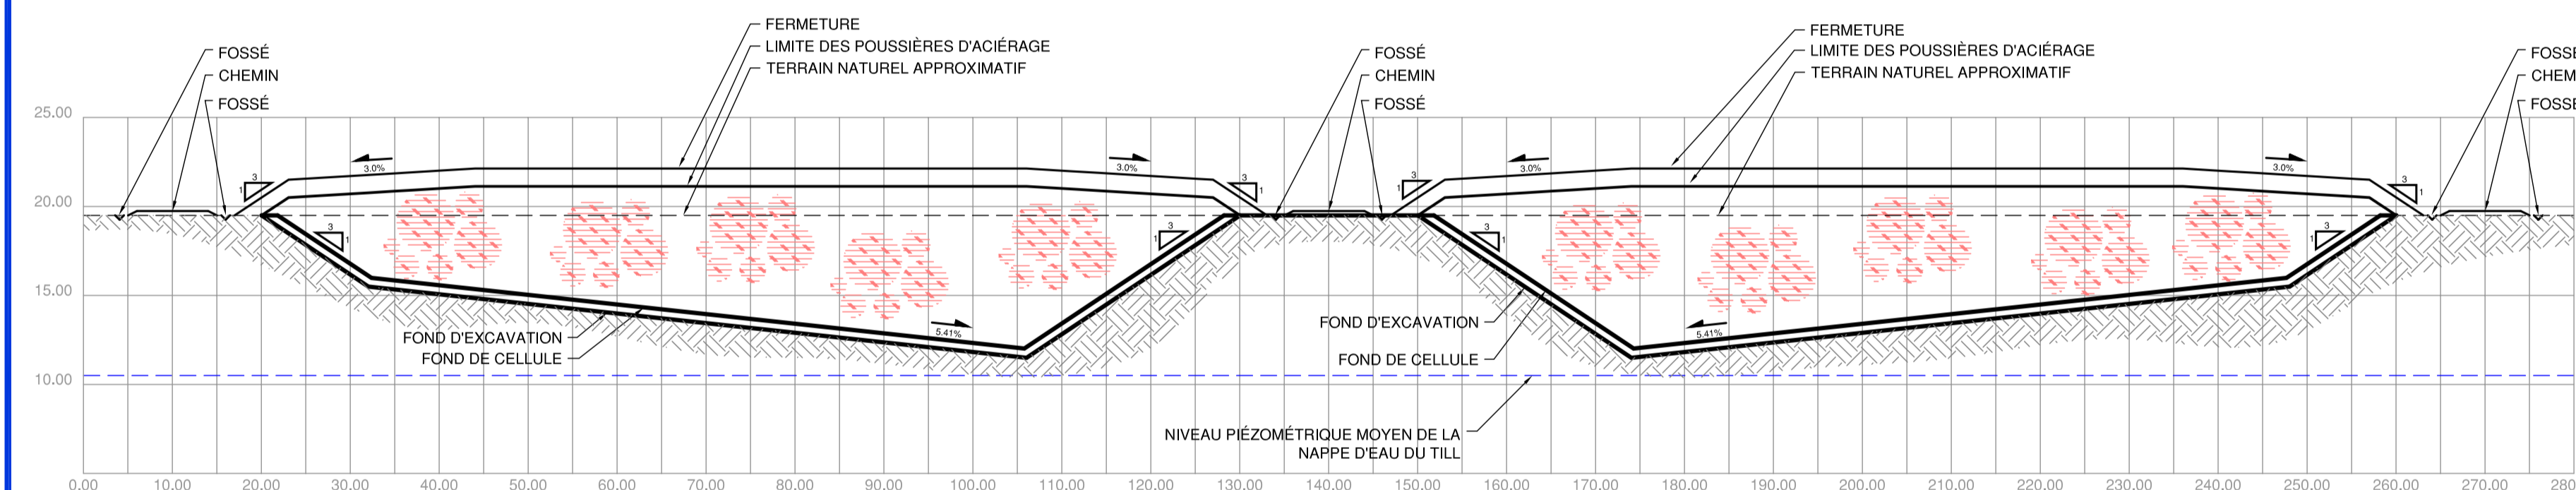 FERMETURE
LIMITE DES POUSSIÈRES D'ACIÉRAGE
TERRAIN NATUREL APPROXIMATIF
FOSSÉ
CHEMIN
FOSSÉ
FOSSÉ
CHEMIN
FOSSÉ
FERMETURE
LIMITE DES POUSSIÈRES D'ACIÉRAGE
TERRAIN NATUREL APPROXIMATIF
FOSSÉ
CHEM
FOSSÉ
25.00
20.00
15.00
10.00
3.0%
3.0%
3.0%
3.0%
3
1
3
1
3
1
3
1
3
1
3
1
3
1
3
1
5.41%
5.41%
FOND D'EXCAVATION
FOND DE CELLULE
FOND D'EXCAVATION
FOND DE CELLULE
NIVEAU PIÉZOMÉTRIQUE MOYEN DE LA
NAPPE D'EAU DU TILL
0.00 10.00 20.00 30.00 40.00 50.00 60.00 70.00 80.00 90.00 100.00 110.00 120.00 130.00 140.00 150.00 160.00 170.00 180.00 190.00 200.00 210.00 220.00 230.00 240.00 250.00 260.00 270.00 280